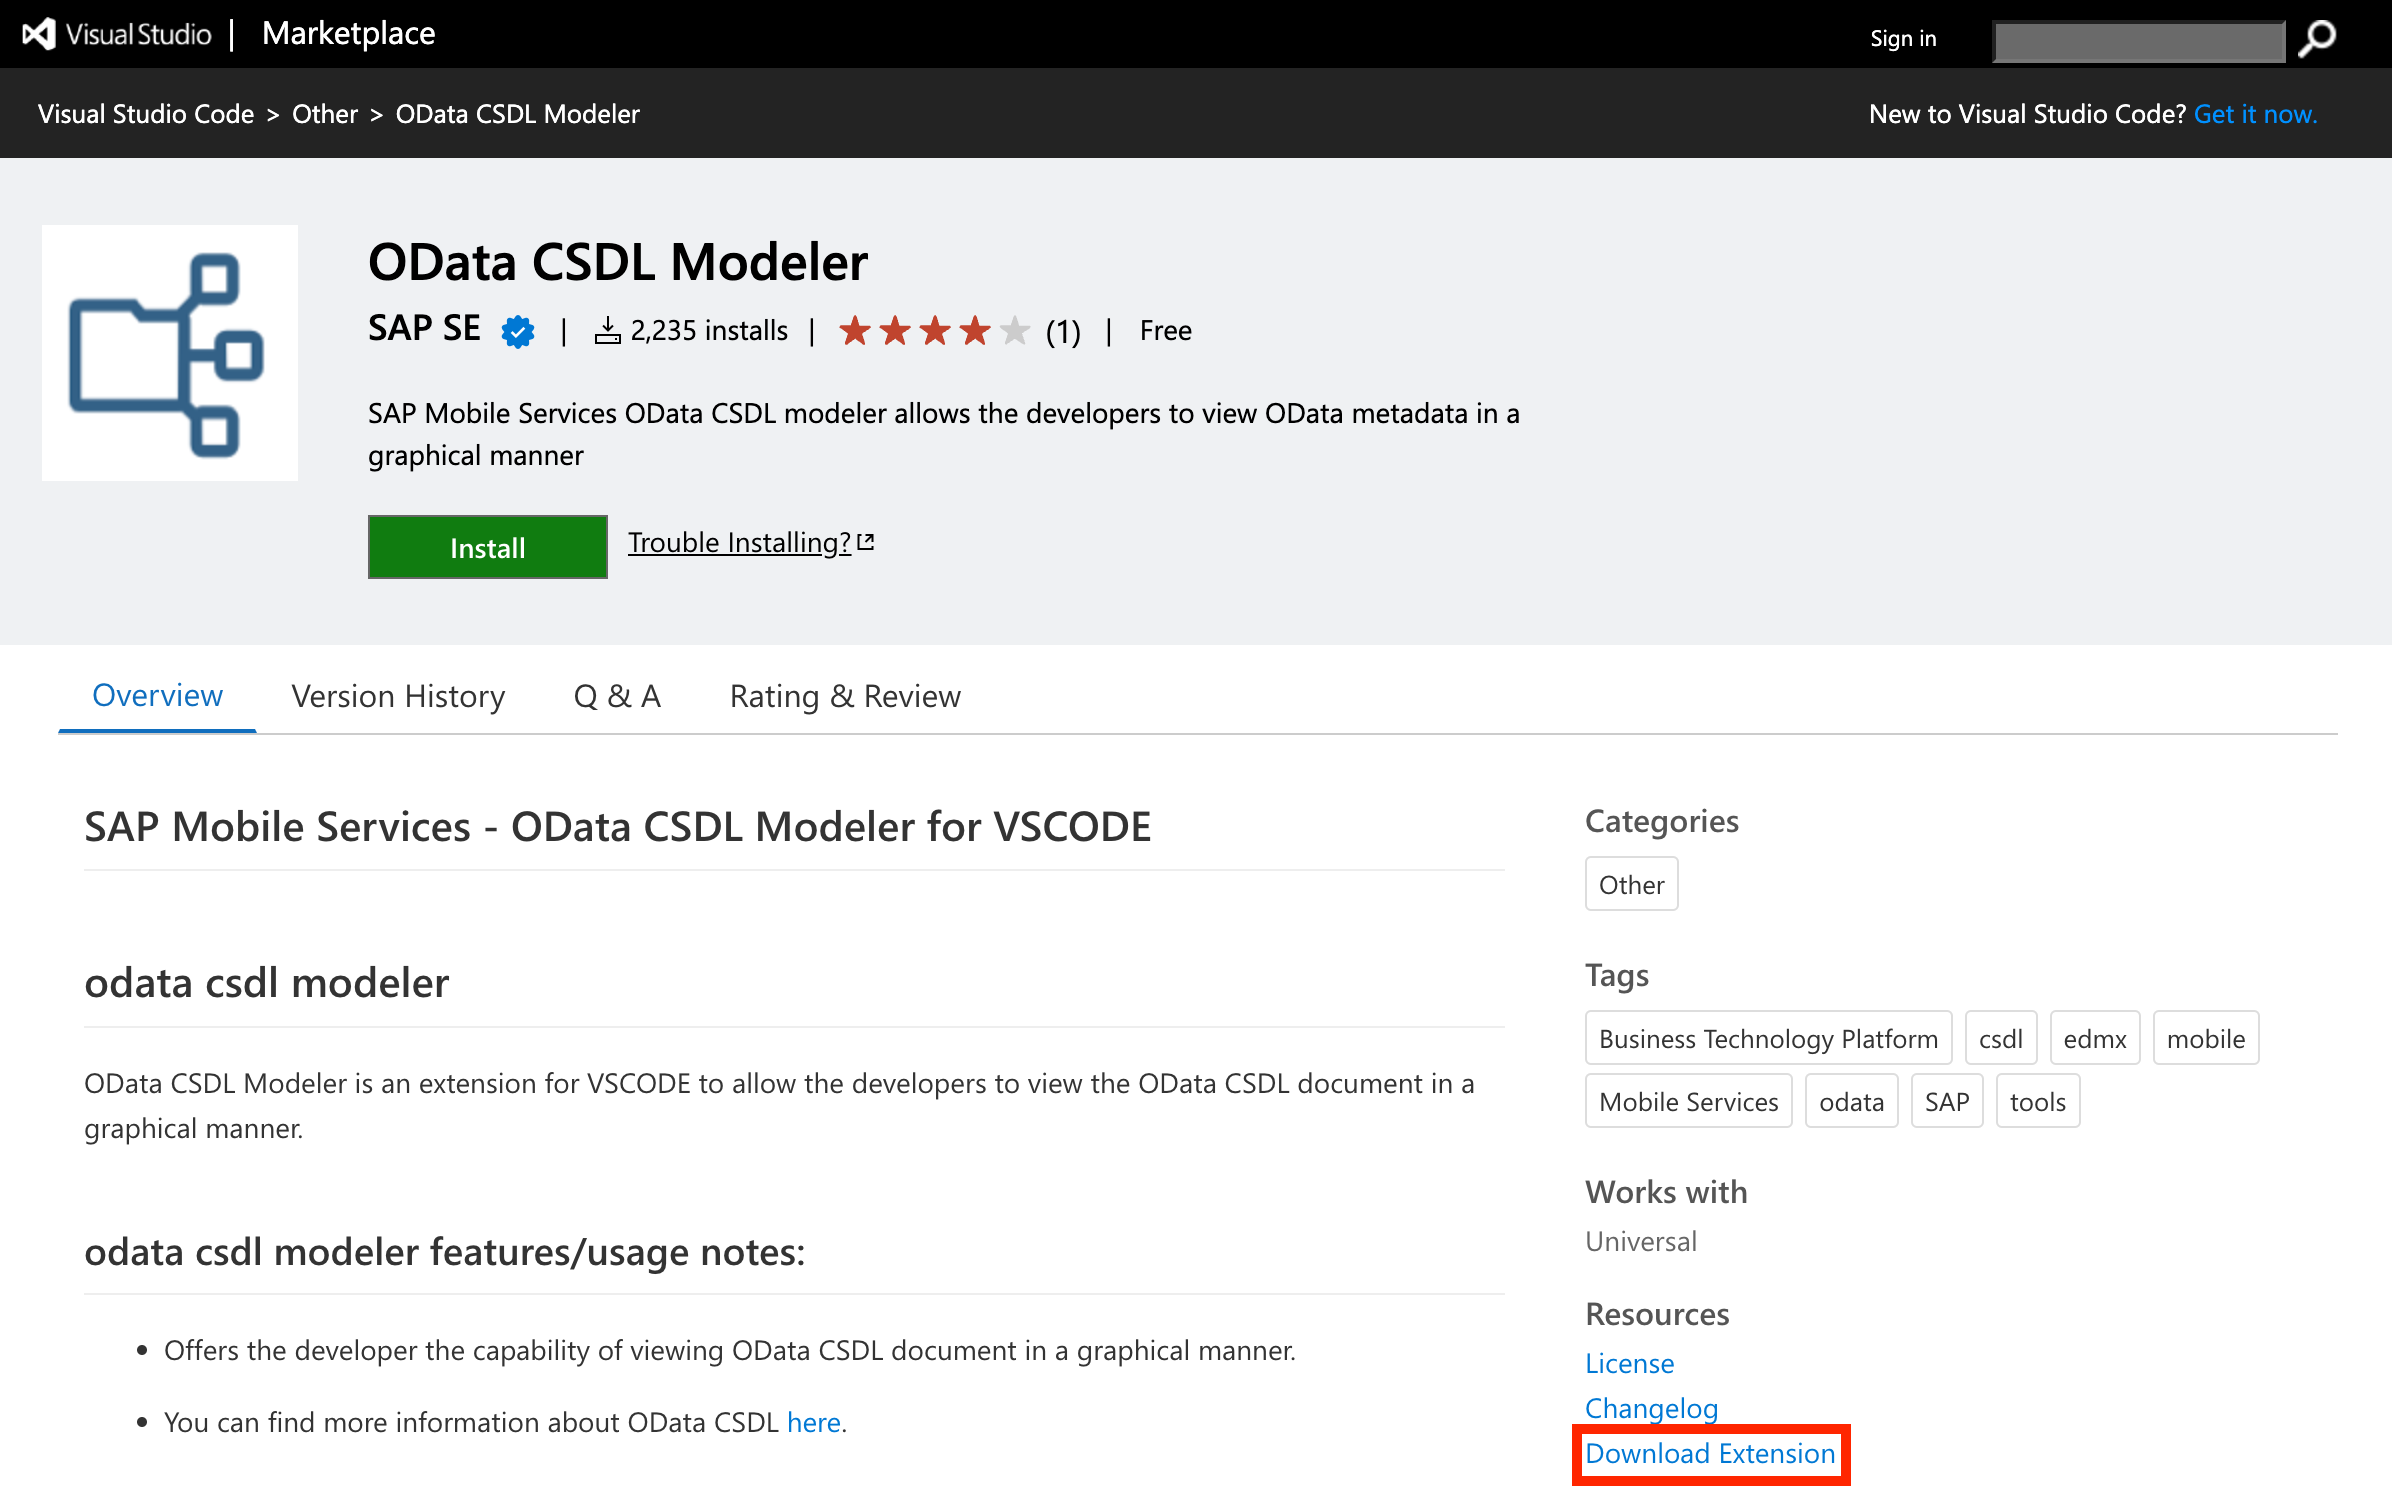 Visual Studio | Marketplace
Sign in
Visual Studio Code > Other > OData CSDL Modeler
New to Visual Studio Code? Get it now.
OData CSDL Modeler
SAP SE | 2,235 installs | (1) | Free
SAP Mobile Services OData CSDL modeler allows the developers to view OData metadata in a
graphical manner
Install
Trouble Installing?
Overview
Version History
Q & A
Rating & Review
SAP Mobile Services - OData CSDL Modeler for VSCODE
odata csdl modeler
OData CSDL Modeler is an extension for VSCODE to allow the developers to view the OData CSDL document in a
graphical manner.
odata csdl modeler features/usage notes:
• Offers the developer the capability of viewing OData CSDL document in a graphical manner.
• You can find more information about OData CSDL here.
Categories
Other
Tags
Business Technology Platform csdl edmx mobile
Mobile Services odata SAP tools
Works with
Universal
Resources
License
Changelog
Download Extension